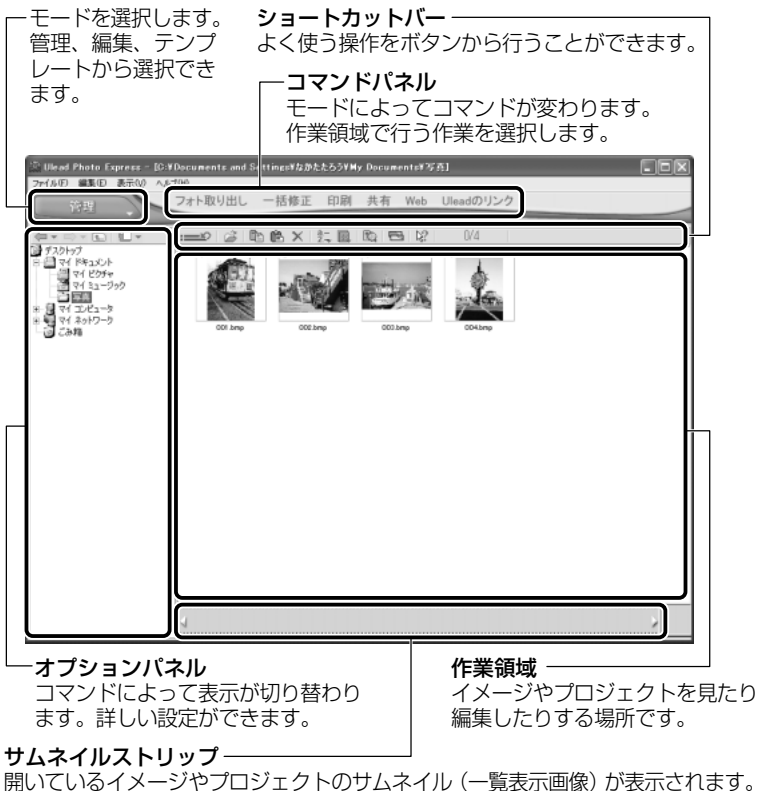 モードを選択します。
管理、編集、テンプ
レートから選択でき
ます。
ショートカットバー
よく使う操作をボタンから行うことができます。
コマンドパネル
モードによってコマンドが変わります。
作業領域で行う作業を選択します。
Ulead Photo Express - [C:¥Documents and Settings¥なかたたろう¥My Documents¥写真]
ファイル(F) 編集(E) 表示(V) ヘルプ(H)
管理
フォト取り出し 一括修正 印刷 共有 Web Uleadのリンク
0/4
デスクトップ
マイ ドキュメント
マイ ピクチャ
マイ ミュージック
写真
マイ コンピュータ
マイ ネットワーク
ごみ箱
001.bmp 002.bmp 003.bmp 004.bmp
オプションパネル
コマンドによって表示が切り替わり
ます。詳しい設定ができます。
作業領域
イメージやプロジェクトを見たり
編集したりする場所です。
サムネイルストリップ
開いているイメージやプロジェクトのサムネイル（一覧表示画像）が表示されます。